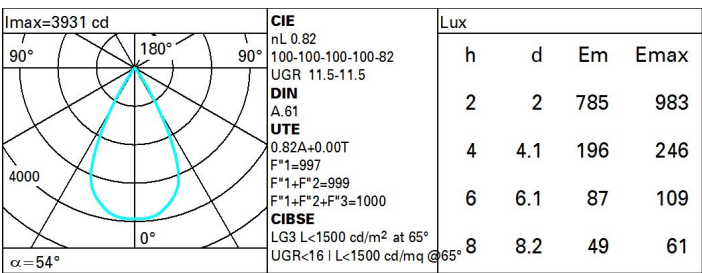 Imax=3931 cd
90°
180°
90°
4000
0°
α=54°
CIE
nL 0.82
100-100-100-100-82
UGR 11.5-11.5
DIN
A.61
UTE
0.82A+0.00T
F"1=997
F"1+F"2=999
F"1+F"2+F"3=1000
CIBSE
LG3 L<1500 cd/m² at 65°
UGR<16 | L<1500 cd/mq @65°
Lux
h d Em Emax
2 2 785 983
4 4.1 196 246
6 6.1 87 109
8 8.2 49 61